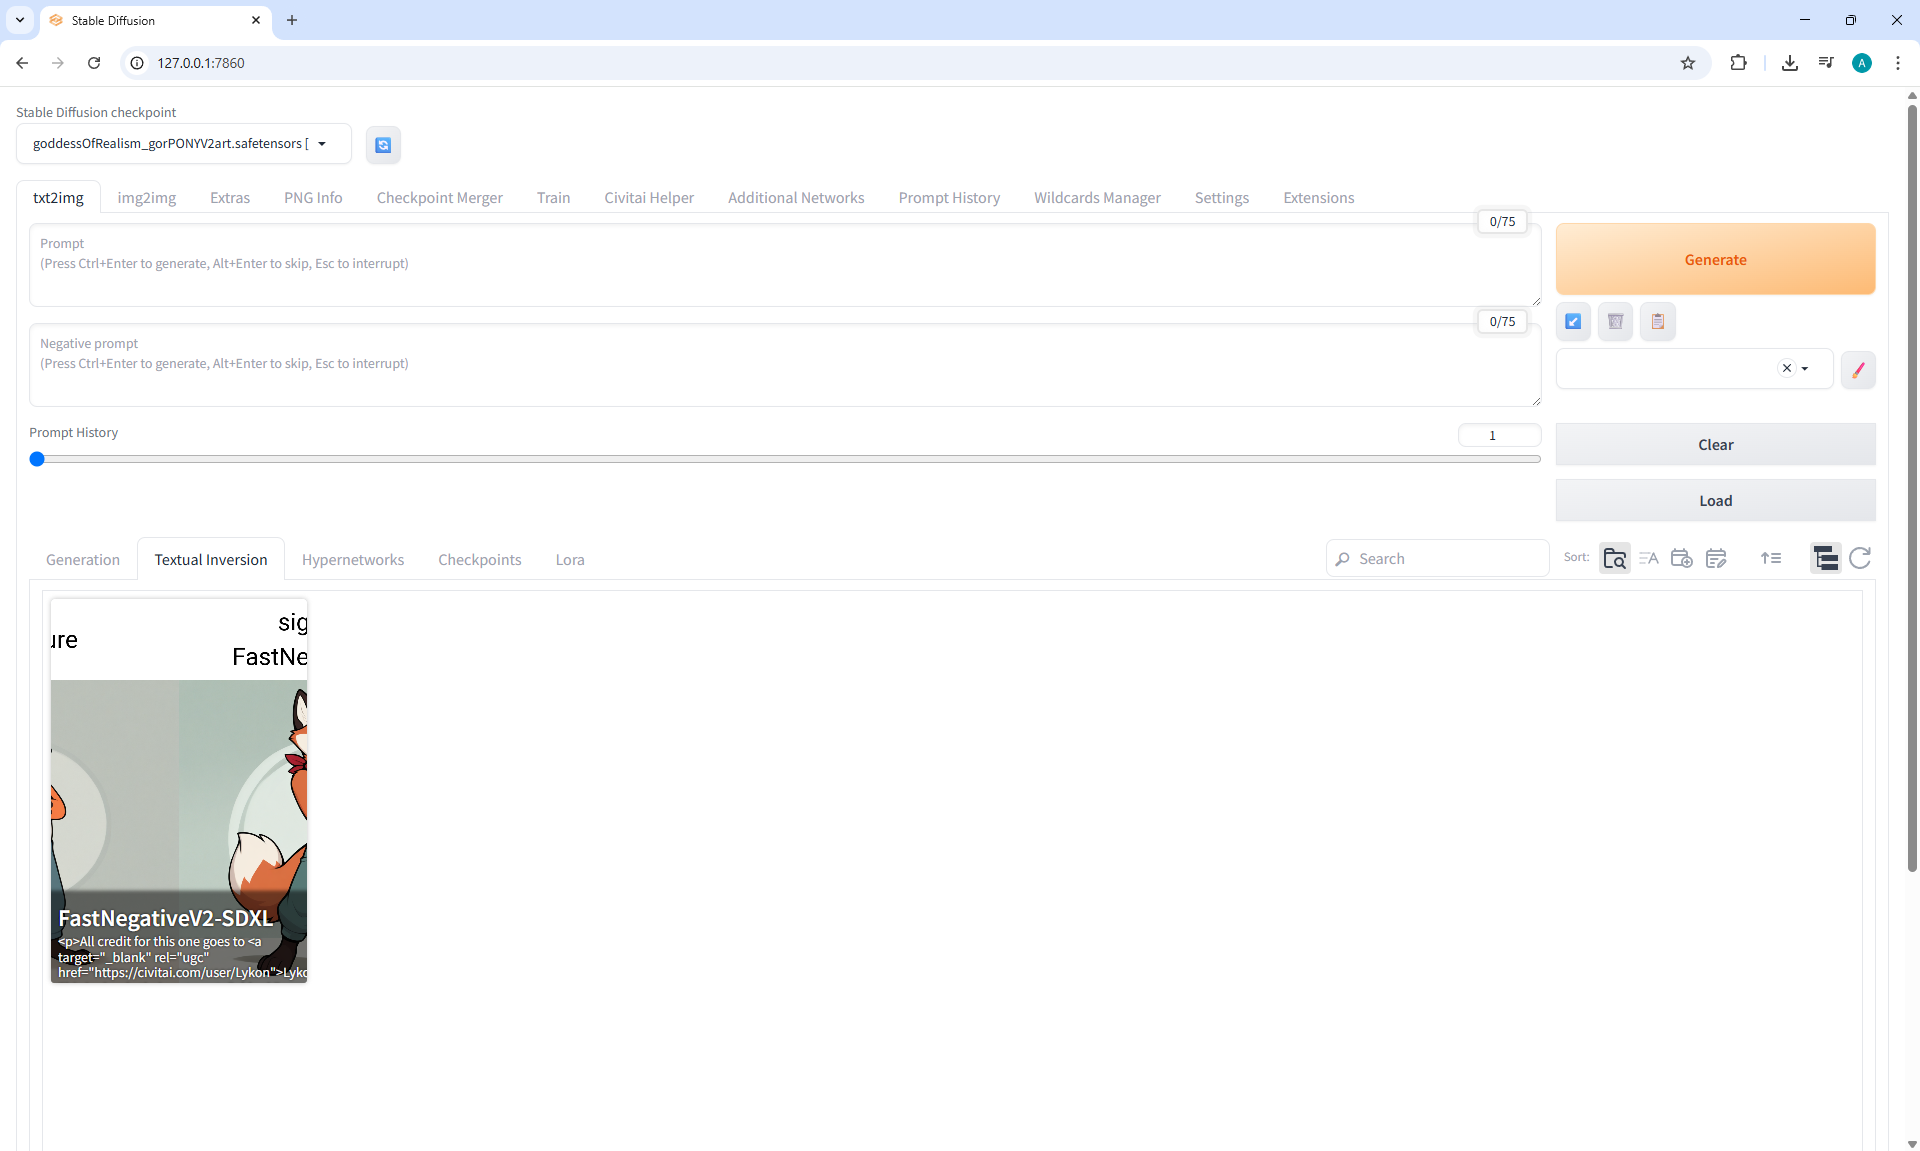 Stable Diffusion
127.0.0.1:7860
A
Stable Diffusion checkpoint
goddessOfRealism_gorPONYV2art.safetensors [
txt2img img2img Extras PNG Info Checkpoint Merger Train Civitai Helper Additional Networks Prompt History Wildcards Manager Settings Extensions
0/75
Prompt
(Press Ctrl+Enter to generate, Alt+Enter to skip, Esc to interrupt)
Generate
0/75
Negative prompt
(Press Ctrl+Enter to generate, Alt+Enter to skip, Esc to interrupt)
Prompt History
1
Clear
Load
Generation Textual Inversion Hypernetworks Checkpoints Lora
Search
Sort:
sig
ure
FastNe
FastNegativeV2-SDXL
<p>All credit for this one goes to <a
target="_blank" rel="ugc"
href="https://civitai.com/user/Lykon">Lyko